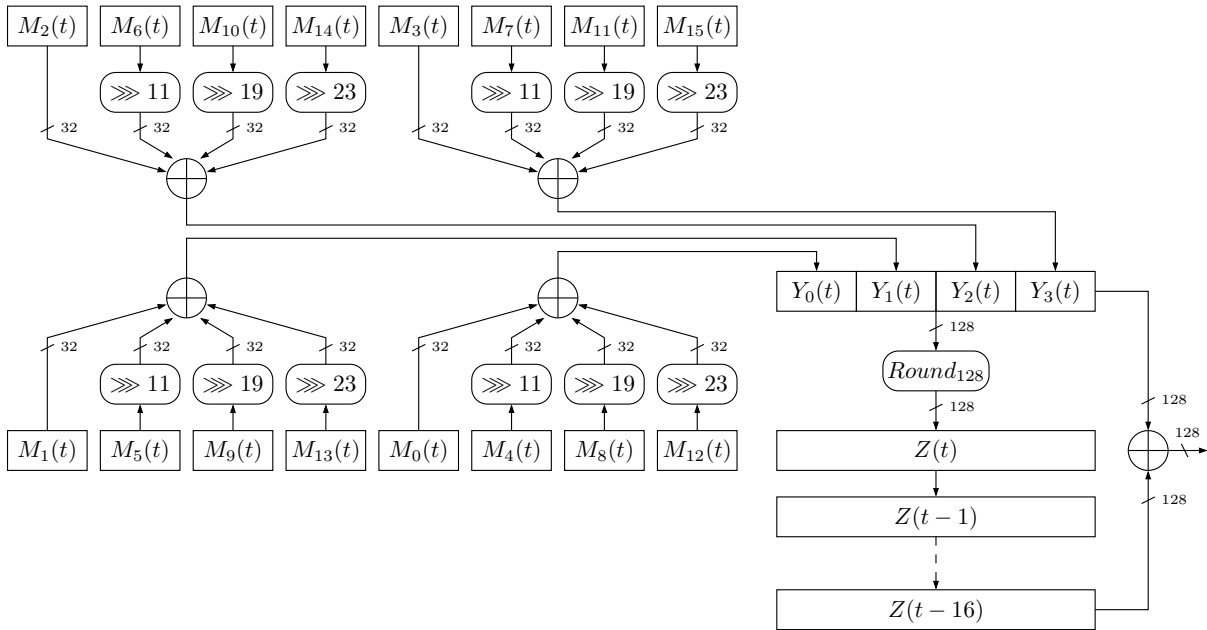 M₂(t) M₆(t) M₁₀(t) M₁₄(t) M₃(t) M₇(t) M₁₁(t) M₁₅(t)
⋙ 11 ⋙ 19 ⋙ 23 ⋙ 11 ⋙ 19 ⋙ 23
32 32 32 32 32 32 32 32
Y₀(t) Y₁(t) Y₂(t) Y₃(t)
128
32 32 32 32 32 32 32 32
⋙ 11 ⋙ 19 ⋙ 23 ⋙ 11 ⋙ 19 ⋙ 23 Round₁₂₈
128 128
M₁(t) M₅(t) M₉(t) M₁₃(t) M₀(t) M₄(t) M₈(t) M₁₂(t) Z(t) 128
128
Z(t − 1)
Z(t − 16)